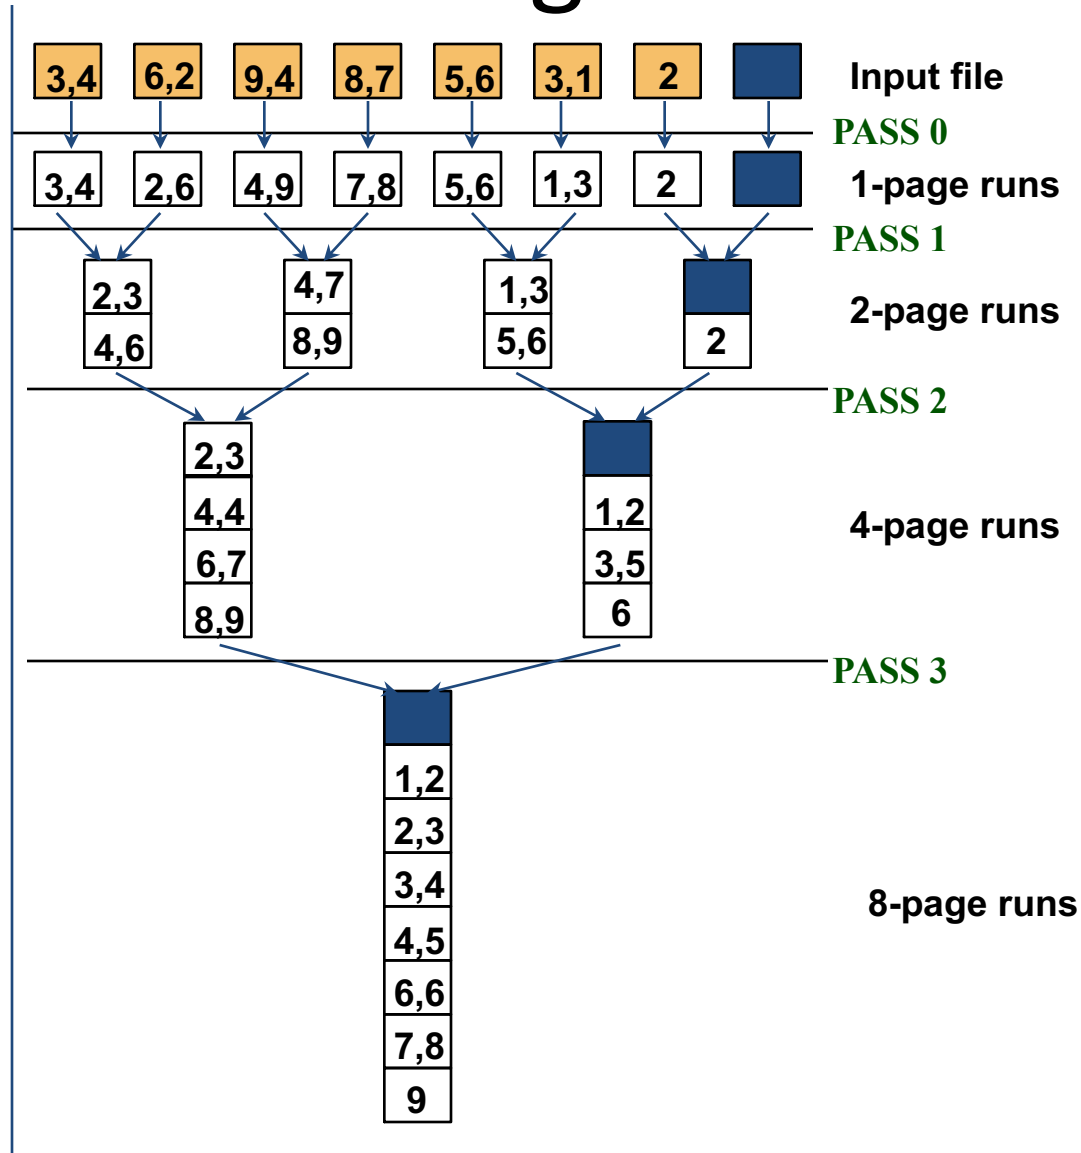 3,4 6,2 9,4 8,7 5,6 3,1 2 Input file
PASS 0
3,4 2,6 4,9 7,8 5,6 1,3 2 1-page runs
PASS 1
2,3 4,7 1,3
2-page runs
4,6 8,9 5,6 2
PASS 2
2,3
4,4 1,2
4-page runs
6,7 3,5
8,9 6
PASS 3
1,2
2,3
3,4
8-page runs
4,5
6,6
7,8
9